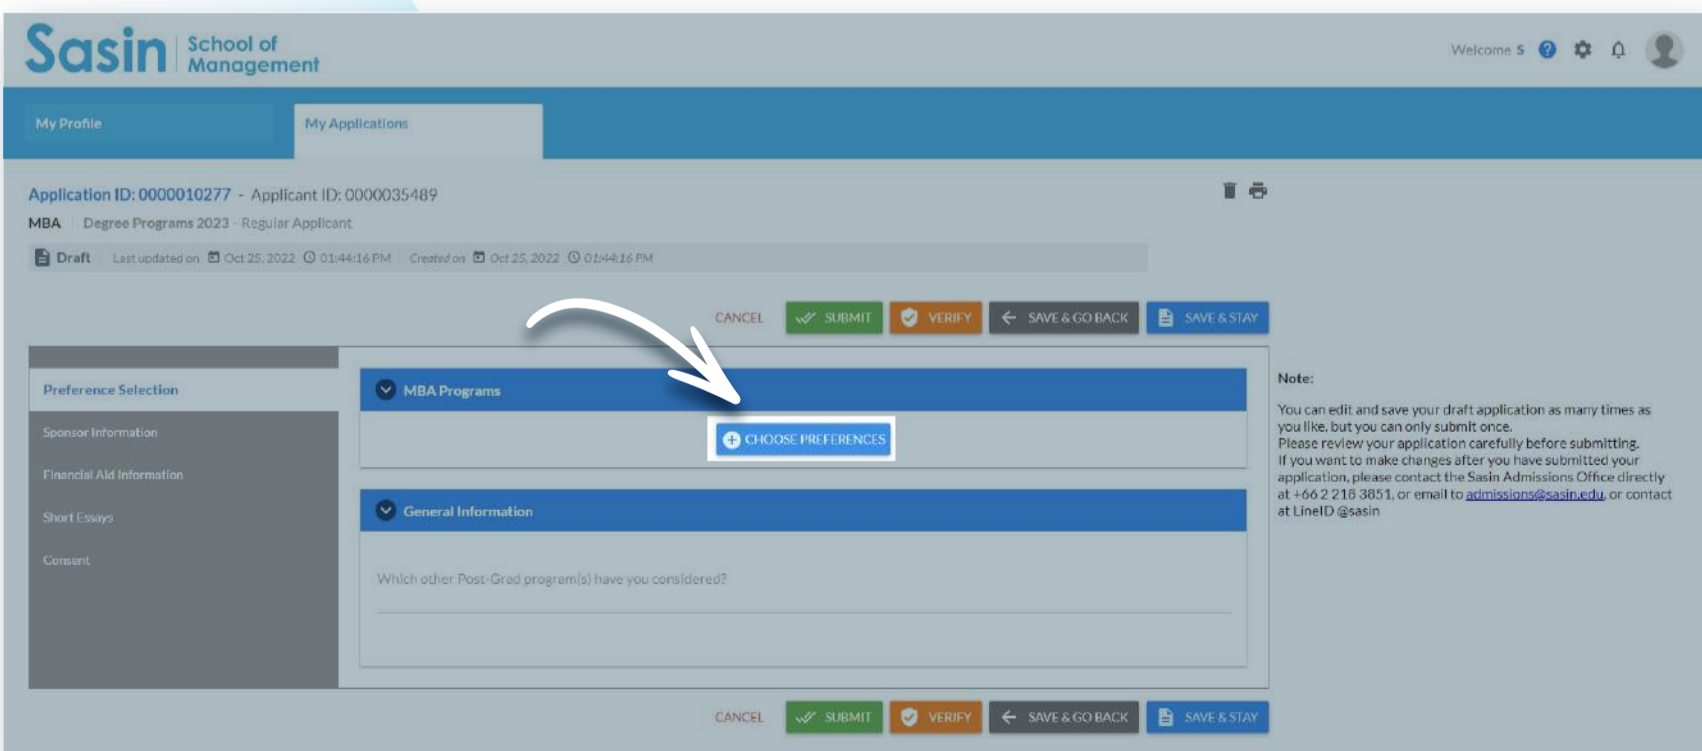 Sasin School of Management
Welcome S
My Profile
My Applications
Application ID: 0000010277 - Applicant ID: 0000035489
MBA Degree Programs 2023 - Regular Applicant
Draft Last updated on Oct 25, 2022 01:44:16 PM Created on Oct 25, 2022 01:44:16 PM
CANCEL SUBMIT VERIFY SAVE & GO BACK SAVE & STAY
Preference Selection
Sponsor Information
Financial Aid Information
Short Essays
Consent
MBA Programs
CHOOSE PREFERENCES
General Information
Which other Post-Grad program(s) have you considered?
Note:
You can edit and save your draft application as many times as
you like, but you can only submit once.
Please review your application carefully before submitting.
If you want to make changes after you have submitted your
application, please contact the Sasin Admissions Office directly
at +66 2 218 3851, or email to admissions@sasin.edu, or contact
at LineID @sasin
CANCEL SUBMIT VERIFY SAVE & GO BACK SAVE & STAY